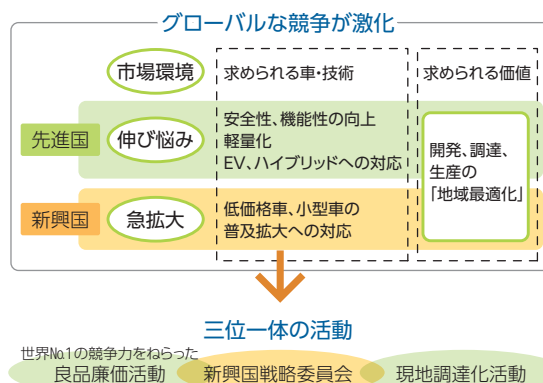 グローバルな競争が激化
市場環境
求められる車・技術
求められる価値
先進国
伸び悩み
安全性、機能性の向上
軽量化
EV、ハイブリッドへの対応
開発、調達、
生産の
「地域最適化」
新興国
急拡大
低価格車、小型車の
普及拡大への対応
三位一体の活動
世界No.1の競争力をねらった
良品廉価活動
新興国戦略委員会
現地調達化活動